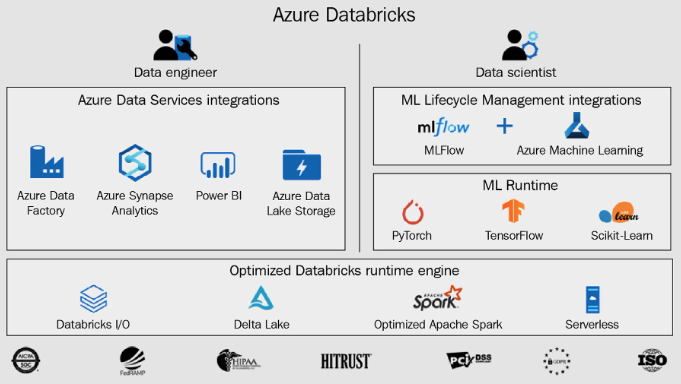 Azure Databricks
Data engineer
Data scientist
Azure Data Services integrations
Azure Data
Factory
Azure Synapse
Analytics
Power BI
Azure Data
Lake Storage
ML Lifecycle Management integrations
mlflow
+
MLFlow
Azure Machine Learning
ML Runtime
PyTorch
TensorFlow
learn
Scikit-Learn
Optimized Databricks runtime engine
Databricks I/O
Delta Lake
APACHE
Spark
Optimized Apache Spark
Serverless
AICPA
SOC
FedRAMP
HIPAA
HITRUST
PCI DSS
GDPR
ISO